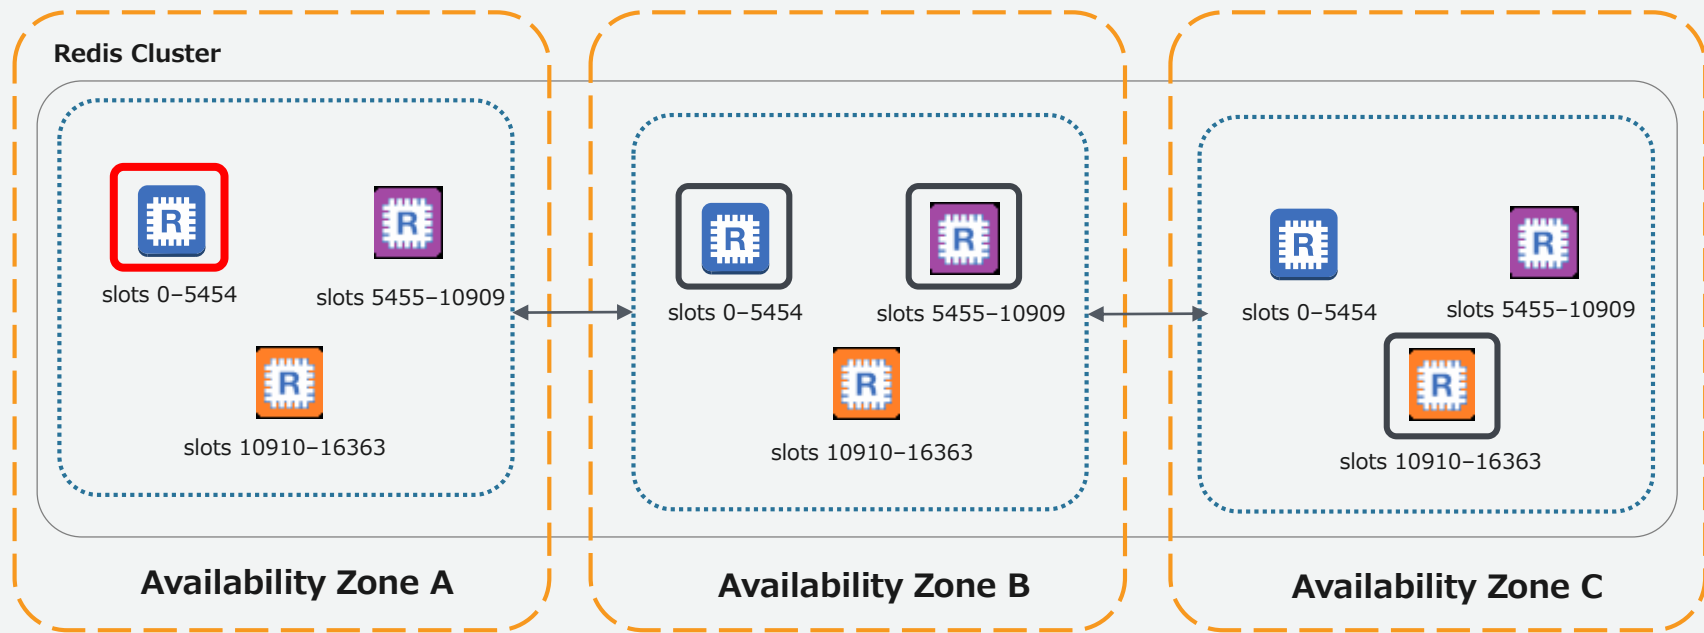 Redis Cluster
R
R
slots 0–5454
slots 5455–10909
R
slots 10910–16363
Availability Zone A
R
R
slots 0–5454
slots 5455–10909
R
slots 10910–16363
Availability Zone B
R
R
slots 0–5454
slots 5455–10909
R
slots 10910–16363
Availability Zone C